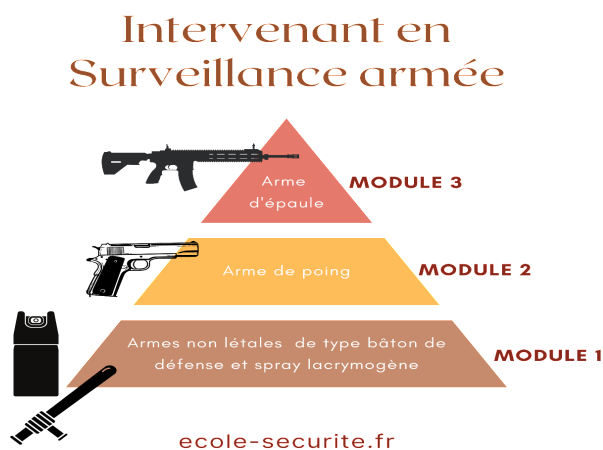 Intervenant en
Surveillance armée
Arme
d'épaule
MODULE 3
Arme de poing
MODULE 2
Armes non létales de type bâton de
défense et spray lacrymogène
MODULE 1
ecole-securite.fr